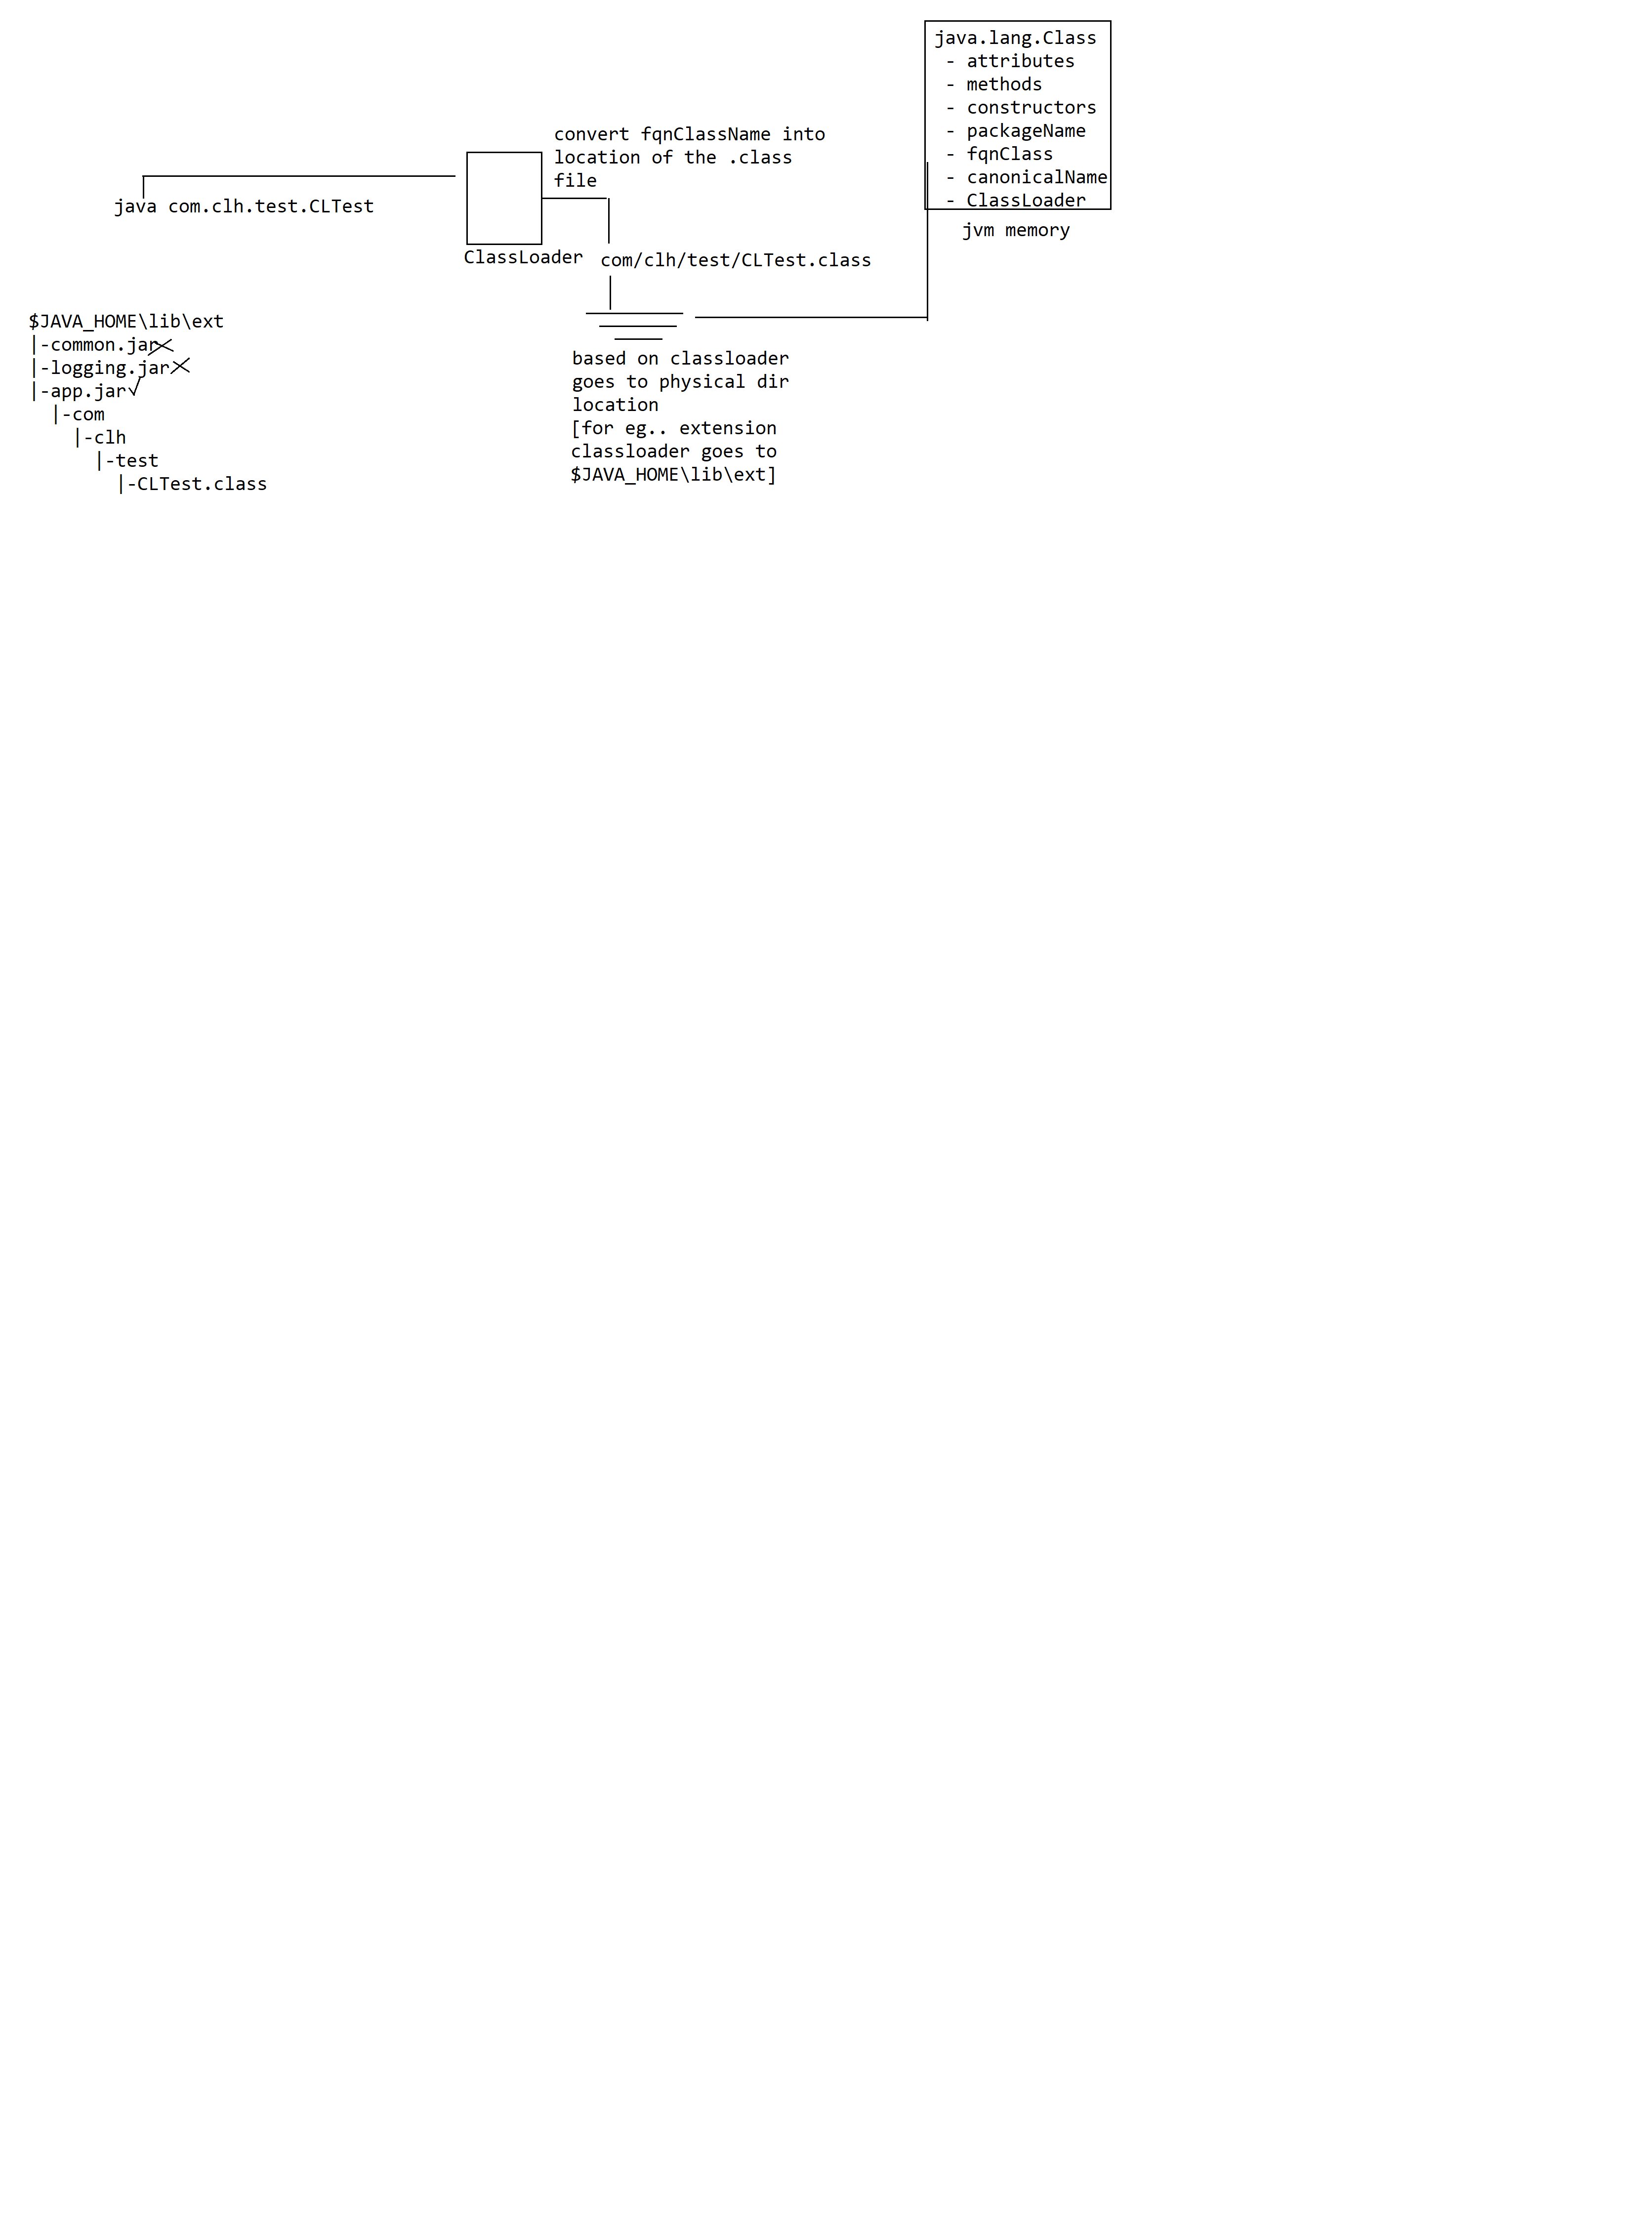 java.lang.Class
- attributes
- methods
- constructors
- packageName
- fqnClass
- canonicalName
- ClassLoader
jvm memory
convert fqnClassName into
location of the .class
file
java com.clh.test.CLTest
ClassLoader
com/clh/test/CLTest.class
$JAVA_HOME\lib\ext
|-common.jar
|-logging.jar
|-app.jar
|-com
|-clh
|-test
|-CLTest.class
based on classloader
goes to physical dir
location
[for eg.. extension
classloader goes to
$JAVA_HOME\lib\ext]